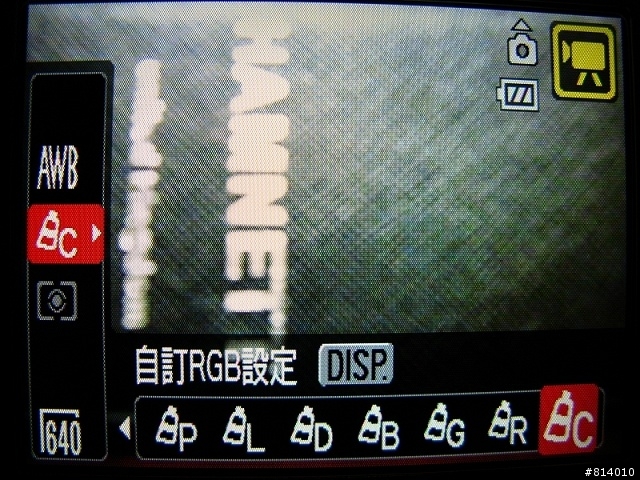 HAMNET
AWB
C
自訂RGB設定 DISP.
640
P L D B G R C
#814010